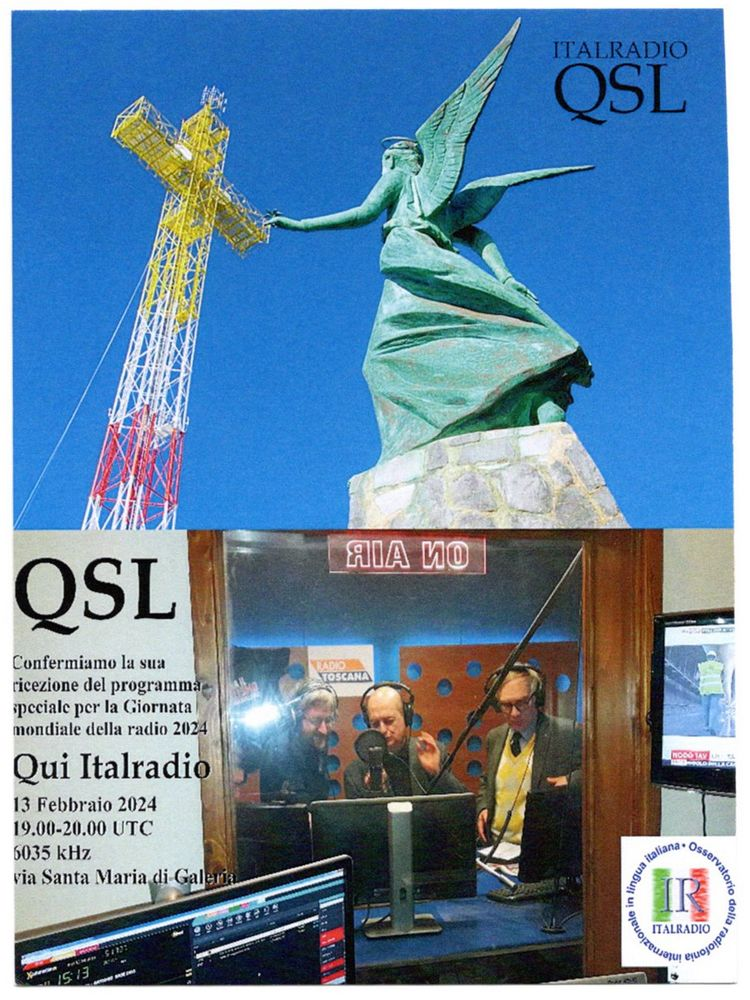 ITALRADIO
QSL
QSL
Confermiamo la sua
ricezione del programma
speciale per la Giornata
mondiale della radio 2024
Qui Italradio
13 Febbraio 2024
19.00-20.00 UTC
6035 kHz
via Santa Maria di Galeria
ON AIR
RADIO
TOSCANA
NODO TAV
15:13
in lingua italiana • Osservatorio della radiofonia internazionale
IR
ITALRADIO